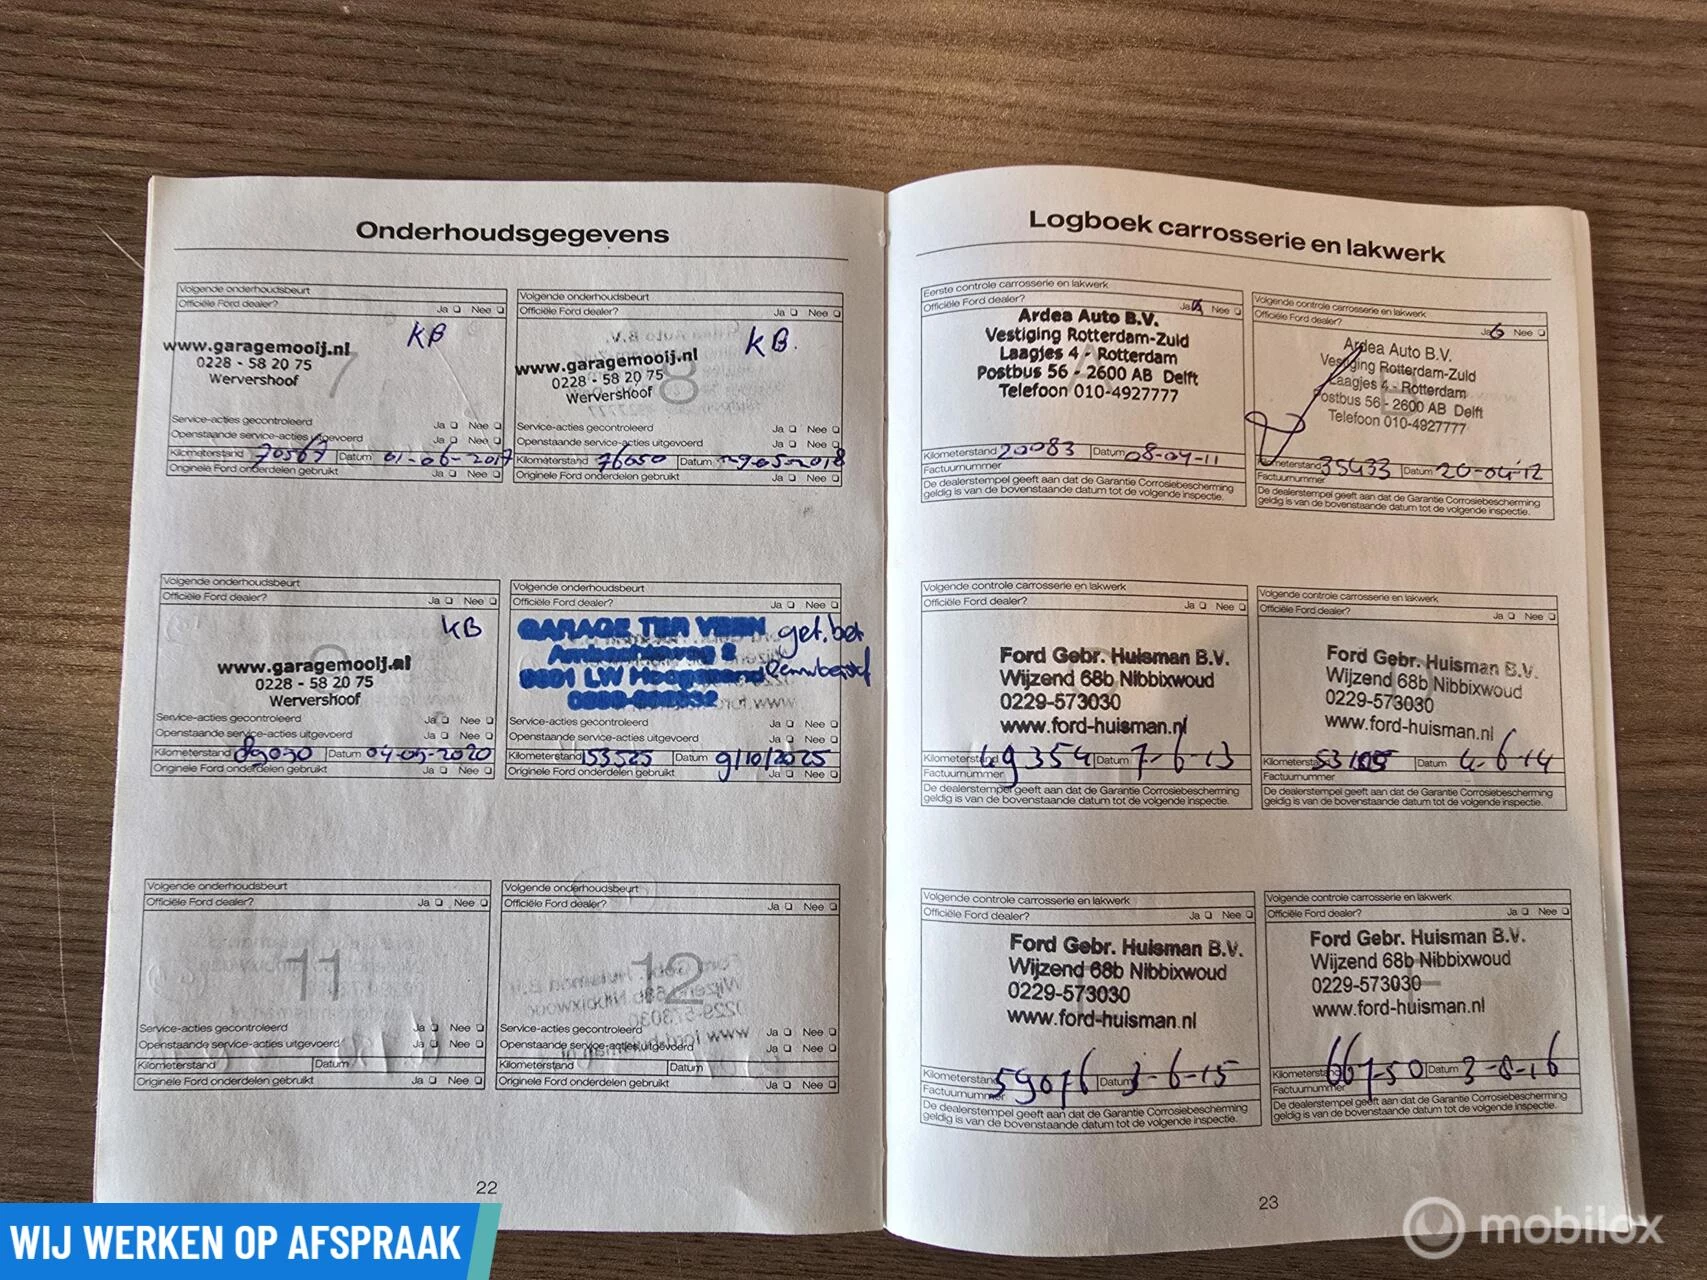 Onderhoudsgegevens
Volgende onderhoudsbeurt
Officiële Ford dealer? Ja Nee
KB
www.garagemooij.nl
0228 - 58 20 75
Wervershoof
7
Service-acties gecontroleerd Ja Nee
Openstaande service-acties uitgevoerd Ja Nee
Kilometerstand 70567 Datum 01-06-2017
Originele Ford onderdelen gebruikt Ja Nee
Volgende onderhoudsbeurt
Officiële Ford dealer? Ja Nee
KB.
www.garagemooij.nl
0228 - 58 20 75
Wervershoof
8
Service-acties gecontroleerd Ja Nee
Openstaande service-acties uitgevoerd Ja Nee
Kilometerstand 76050 Datum 29-05-2018
Originele Ford onderdelen gebruikt Ja Nee
Volgende onderhoudsbeurt
Officiële Ford dealer? Ja Nee
KB
www.garagemooij.nl
0228 - 58 20 75
Wervershoof
Service-acties gecontroleerd Ja Nee
Openstaande service-acties uitgevoerd Ja Nee
Kilometerstand 89030 Datum 04-05-2020
Originele Ford onderdelen gebruikt Ja Nee
Volgende onderhoudsbeurt
Officiële Ford dealer? Ja Nee
GARAGE TER VEEN
LW Hoogezand
Service-acties gecontroleerd Ja Nee
Openstaande service-acties uitgevoerd Ja Nee
Kilometerstand 153525 Datum 9/10/2025
Originele Ford onderdelen gebruikt Ja Nee
Volgende onderhoudsbeurt
Officiële Ford dealer? Ja Nee
11
Service-acties gecontroleerd Ja Nee
Openstaande service-acties uitgevoerd Ja Nee
Kilometerstand Datum
Originele Ford onderdelen gebruikt Ja Nee
Volgende onderhoudsbeurt
Officiële Ford dealer? Ja Nee
12
Service-acties gecontroleerd Ja Nee
Openstaande service-acties uitgevoerd Ja Nee
Kilometerstand Datum
Originele Ford onderdelen gebruikt Ja Nee
22
Logboek carrosserie en lakwerk
Eerste controle carrosserie en lakwerk
Officiële Ford dealer? Ja Nee
Ardea Auto B.V.
Vestiging Rotterdam-Zuid
Laagjes 4 - Rotterdam
Postbus 56 - 2600 AB Delft
Telefoon 010-4927777
Kilometerstand 20083 Datum 08-04-11
Factuurnummer
De dealerstempel geeft aan dat de Garantie Corrosiebescherming
geldig is van de bovenstaande datum tot de volgende inspectie.
Volgende controle carrosserie en lakwerk
Officiële Ford dealer? Ja Nee
Ardea Auto B.V.
Vestiging Rotterdam-Zuid
Laagjes 4 - Rotterdam
Postbus 56 - 2600 AB Delft
Telefoon 010-4927777
Kilometerstand 35433 Datum 20-04-12
Factuurnummer
De dealerstempel geeft aan dat de Garantie Corrosiebescherming
geldig is van de bovenstaande datum tot de volgende inspectie.
Volgende controle carrosserie en lakwerk
Officiële Ford dealer? Ja Nee
Ford Gebr. Huisman B.V.
Wijzend 68b Nibbixwoud
0229-573030
www.ford-huisman.nl
Kilometerstand 49354 Datum 7-6-13
Factuurnummer
De dealerstempel geeft aan dat de Garantie Corrosiebescherming
geldig is van de bovenstaande datum tot de volgende inspectie.
Volgende controle carrosserie en lakwerk
Officiële Ford dealer? Ja Nee
Ford Gebr. Huisman B.V.
Wijzend 68b Nibbixwoud
0229-573030
www.ford-huisman.nl
Kilometerstand Datum 4-6-14
Factuurnummer
De dealerstempel geeft aan dat de Garantie Corrosiebescherming
geldig is van de bovenstaande datum tot de volgende inspectie.
Volgende controle carrosserie en lakwerk
Officiële Ford dealer? Ja Nee
Ford Gebr. Huisman B.V.
Wijzend 68b Nibbixwoud
0229-573030
www.ford-huisman.nl
Kilometerstand 59076 Datum 3-6-15
Factuurnummer
De dealerstempel geeft aan dat de Garantie Corrosiebescherming
geldig is van de bovenstaande datum tot de volgende inspectie.
Volgende controle carrosserie en lakwerk
Officiële Ford dealer? Ja Nee
Ford Gebr. Huisman B.V.
Wijzend 68b Nibbixwoud
0229-573030
www.ford-huisman.nl
Kilometerstand 66750 Datum 3-8-16
Factuurnummer
De dealerstempel geeft aan dat de Garantie Corrosiebescherming
geldig is van de bovenstaande datum tot de volgende inspectie.
23
WIJ WERKEN OP AFSPRAAK
mobilox